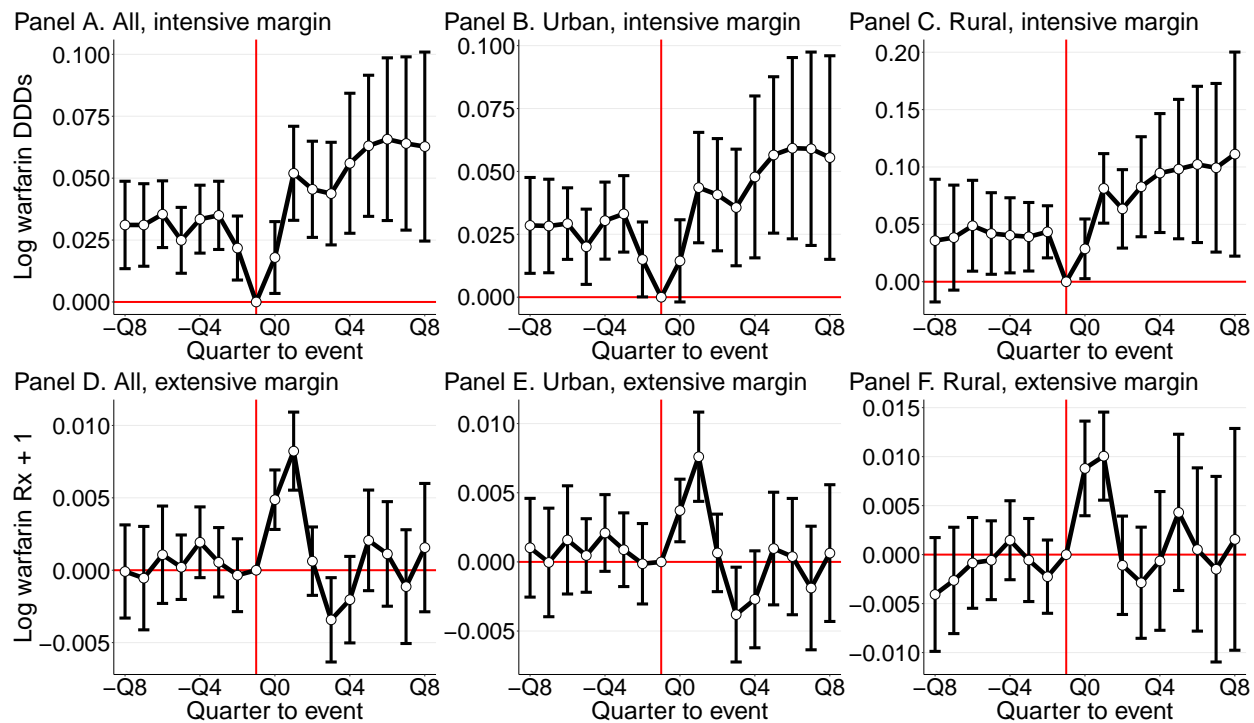 Panel A. All, intensive margin
Panel B. Urban, intensive margin
Panel C. Rural, intensive margin
Log warfarin DDDs
0.100
0.075
0.050
0.025
0.000
−Q8 −Q4 Q0 Q4 Q8
Quarter to event
0.100
0.075
0.050
0.025
0.000
−Q8 −Q4 Q0 Q4 Q8
Quarter to event
0.20
0.15
0.10
0.05
0.00
−Q8 −Q4 Q0 Q4 Q8
Quarter to event
Panel D. All, extensive margin
Panel E. Urban, extensive margin
Panel F. Rural, extensive margin
Log warfarin Rx + 1
0.010
0.005
0.000
−0.005
−Q8 −Q4 Q0 Q4 Q8
Quarter to event
0.010
0.005
0.000
−0.005
−Q8 −Q4 Q0 Q4 Q8
Quarter to event
0.015
0.010
0.005
0.000
−0.005
−0.010
−Q8 −Q4 Q0 Q4 Q8
Quarter to event